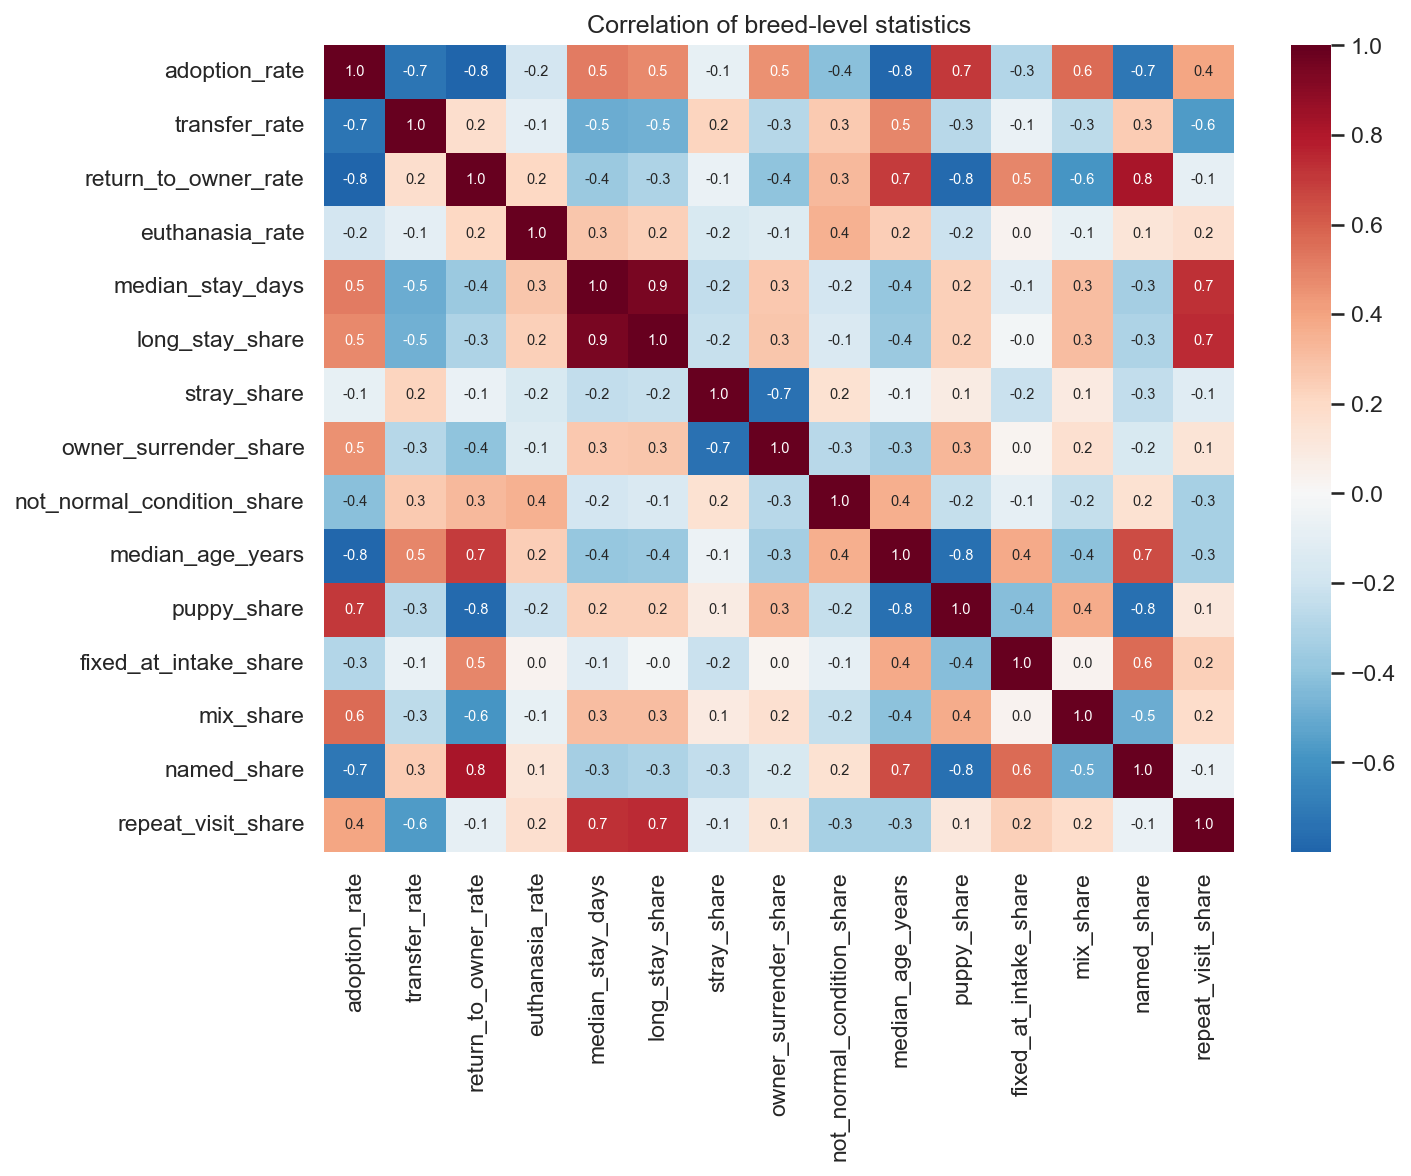 Correlation of breed-level statistics
adoption_rate 1.0 -0.7 -0.8 -0.2 0.5 0.5 -0.1 0.5 -0.4 -0.8 0.7 -0.3 0.6 -0.7 0.4
transfer_rate -0.7 1.0 0.2 -0.1 -0.5 -0.5 0.2 -0.3 0.3 0.5 -0.3 -0.1 -0.3 0.3 -0.6
return_to_owner_rate -0.8 0.2 1.0 0.2 -0.4 -0.3 -0.1 -0.4 0.3 0.7 -0.8 0.5 -0.6 0.8 -0.1
euthanasia_rate -0.2 -0.1 0.2 1.0 0.3 0.2 -0.2 -0.1 0.4 0.2 -0.2 0.0 -0.1 0.1 0.2
median_stay_days 0.5 -0.5 -0.4 0.3 1.0 0.9 -0.2 0.3 -0.2 -0.4 0.2 -0.1 0.3 -0.3 0.7
long_stay_share 0.5 -0.5 -0.3 0.2 0.9 1.0 -0.2 0.3 -0.1 -0.4 0.2 -0.0 0.3 -0.3 0.7
stray_share -0.1 0.2 -0.1 -0.2 -0.2 -0.2 1.0 -0.7 0.2 -0.1 0.1 -0.2 0.1 -0.3 -0.1
owner_surrender_share 0.5 -0.3 -0.4 -0.1 0.3 0.3 -0.7 1.0 -0.3 -0.3 0.3 0.0 0.2 -0.2 0.1
not_normal_condition_share -0.4 0.3 0.3 0.4 -0.2 -0.1 0.2 -0.3 1.0 0.4 -0.2 -0.1 -0.2 0.2 -0.3
median_age_years -0.8 0.5 0.7 0.2 -0.4 -0.4 -0.1 -0.3 0.4 1.0 -0.8 0.4 -0.4 0.7 -0.3
puppy_share 0.7 -0.3 -0.8 -0.2 0.2 0.2 0.1 0.3 -0.2 -0.8 1.0 -0.4 0.4 -0.8 0.1
fixed_at_intake_share -0.3 -0.1 0.5 0.0 -0.1 -0.0 -0.2 0.0 -0.1 0.4 -0.4 1.0 0.0 0.6 0.2
mix_share 0.6 -0.3 -0.6 -0.1 0.3 0.3 0.1 0.2 -0.2 -0.4 0.4 0.0 1.0 -0.5 0.2
named_share -0.7 0.3 0.8 0.1 -0.3 -0.3 -0.3 -0.2 0.2 0.7 -0.8 0.6 -0.5 1.0 -0.1
repeat_visit_share 0.4 -0.6 -0.1 0.2 0.7 0.7 -0.1 0.1 -0.3 -0.3 0.1 0.2 0.2 -0.1 1.0
adoption_rate
transfer_rate
return_to_owner_rate
euthanasia_rate
median_stay_days
long_stay_share
stray_share
owner_surrender_share
not_normal_condition_share
median_age_years
puppy_share
fixed_at_intake_share
mix_share
named_share
repeat_visit_share
1.0
0.8
0.6
0.4
0.2
0.0
−0.2
−0.4
−0.6